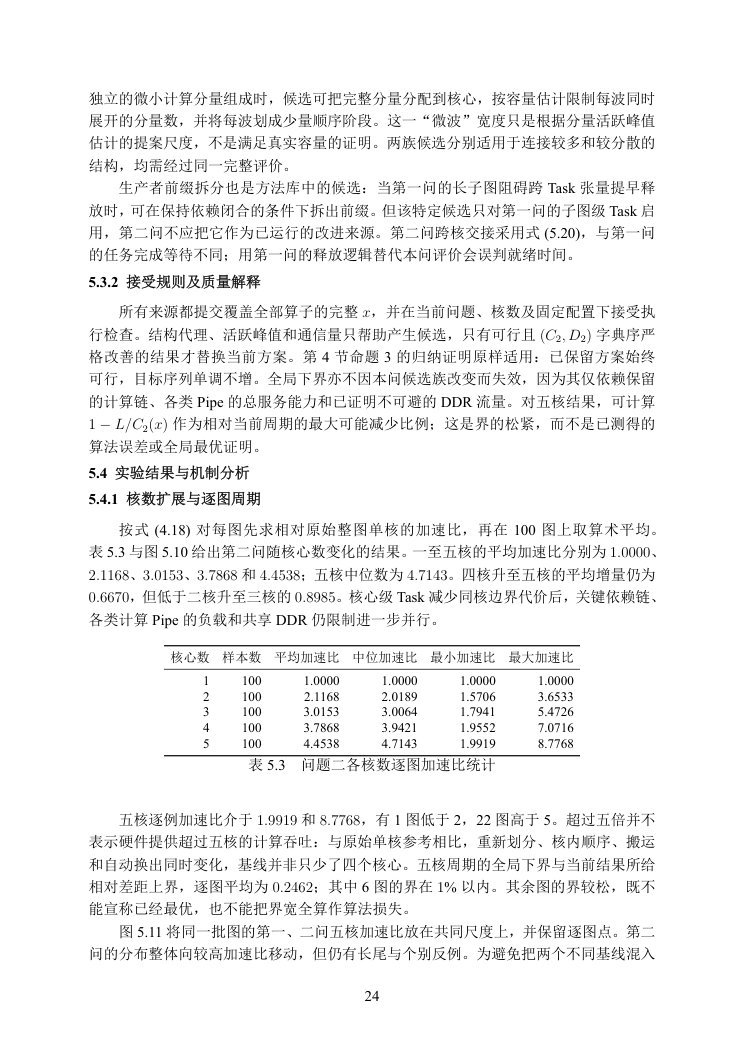 独立的微小计算分量组成时，候选可把完整分量分配到核心，按容量估计限制每波同时
展开的分量数，并将每波划成少量顺序阶段。这一“微波”宽度只是根据分量活跃峰值
估计的提案尺度，不是满足真实容量的证明。两族候选分别适用于连接较多和较分散的
结构，均需经过同一完整评价。
生产者前缀拆分也是方法库中的候选：当第一问的长子图阻碍跨 Task 张量提早释
放时，可在保持依赖闭合的条件下拆出前缀。但该特定候选只对第一问的子图级 Task 启
用，第二问不应把它作为已运行的改进来源。第二问跨核交接采用式 (5.20)，与第一问
的任务完成等待不同；用第一问的释放逻辑替代本问评价会误判就绪时间。
5.3.2 接受规则及质量解释
所有来源都提交覆盖全部算子的完整 x，并在当前问题、核数及固定配置下接受执
行检查。结构代理、活跃峰值和通信量只帮助产生候选，只有可行且 (C₂, D₂) 字典序严
格改善的结果才替换当前方案。第 4 节命题 3 的归纳证明原样适用：已保留方案始终
可行，目标序列单调不增。全局下界亦不因本问候选族改变而失效，因为其仅依赖保留
的计算链、各类 Pipe 的总服务能力和已证明不可避的 DDR 流量。对五核结果，可计算
1 − L/C₂(x) 作为相对当前周期的最大可能减少比例；这是界的松紧，而不是已测得的
算法误差或全局最优证明。
5.4 实验结果与机制分析
5.4.1 核数扩展与逐图周期
按式 (4.18) 对每图先求相对原始整图单核的加速比，再在 100 图上取算术平均。
表 5.3 与图 5.10 给出第二问随核心数变化的结果。一至五核的平均加速比分别为 1.0000、
2.1168、3.0153、3.7868 和 4.4538；五核中位数为 4.7143。四核升至五核的平均增量仍为
0.6670，但低于二核升至三核的 0.8985。核心级 Task 减少同核边界代价后，关键依赖链、
各类计算 Pipe 的负载和共享 DDR 仍限制进一步并行。
核心数 样本数 平均加速比 中位加速比 最小加速比 最大加速比
1 100 1.0000 1.0000 1.0000 1.0000
2 100 2.1168 2.0189 1.5706 3.6533
3 100 3.0153 3.0064 1.7941 5.4726
4 100 3.7868 3.9421 1.9552 7.0716
5 100 4.4538 4.7143 1.9919 8.7768
表 5.3 问题二各核数逐图加速比统计
五核逐例加速比介于 1.9919 和 8.7768，有 1 图低于 2，22 图高于 5。超过五倍并不
表示硬件提供超过五核的计算吞吐：与原始单核参考相比，重新划分、核内顺序、搬运
和自动换出同时变化，基线并非只少了四个核心。五核周期的全局下界与当前结果所给
相对差距上界，逐图平均为 0.2462；其中 6 图的界在 1% 以内。其余图的界较松，既不
能宣称已经最优，也不能把界宽全算作算法损失。
图 5.11 将同一批图的第一、二问五核加速比放在共同尺度上，并保留逐图点。第二
问的分布整体向较高加速比移动，但仍有长尾与个别反例。为避免把两个不同基线混入
24